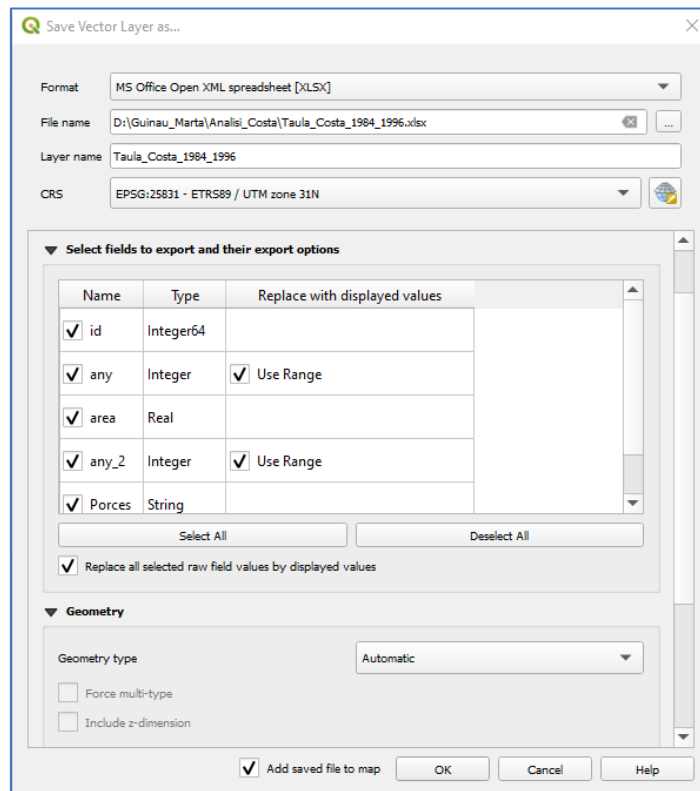 Save Vector Layer as...
Format MS Office Open XML spreadsheet [XLSX]
File name D:\Guinau_Marta\Analisi_Costa\Taula_Costa_1984_1996.xlsx ...
Layer name Taula_Costa_1984_1996
CRS EPSG:25831 - ETRS89 / UTM zone 31N
Select fields to export and their export options
Name Type Replace with displayed values
id Integer64
any Integer Use Range
area Real
any_2 Integer Use Range
Porces String
Select All Deselect All
Replace all selected raw field values by displayed values
Geometry
Geometry type Automatic
Force multi-type
Include z-dimension
Add saved file to map OK Cancel Help